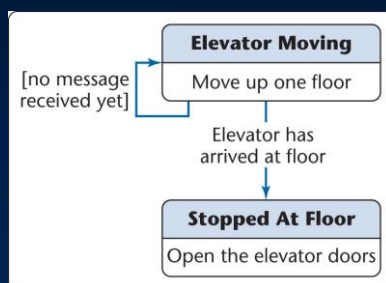 Elevator Moving
[no message
received yet]
Move up one floor
Elevator has
arrived at floor
Stopped At Floor
Open the elevator doors